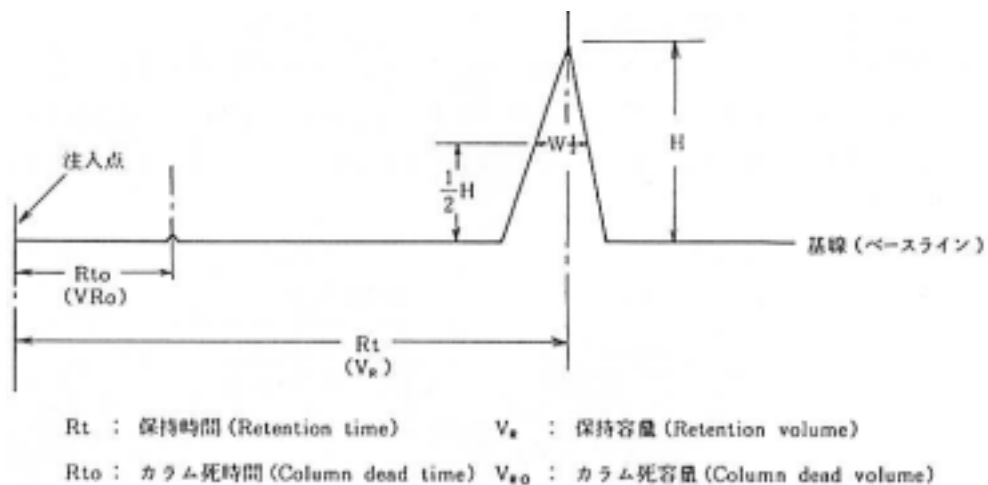 注入点
W
H
1/2 H
基線 (ベースライン)
Rto
(VRo)
Rt
(VR)
Rt : 保持時間 (Retention time) VR : 保持容量 (Retention volume)
Rto : カラム死時間 (Column dead time) VRO : カラム死容量 (Column dead volume)